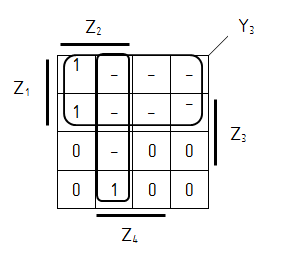 Z₂
Y₃
Z₁
1 – – –
1 – – –
Z₃
0 – 0 0
0 1 0 0
Z₄